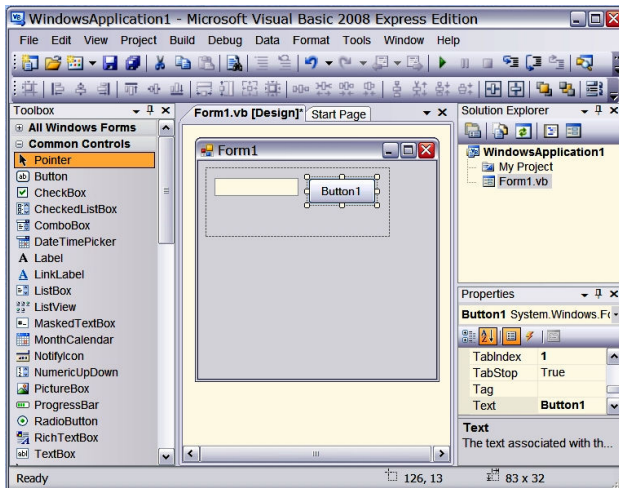 WindowsApplication1 - Microsoft Visual Basic 2008 Express Edition
File Edit View Project Build Debug Data Format Tools Window Help
Toolbox
All Windows Forms
Common Controls
Pointer
Button
CheckBox
CheckedListBox
ComboBox
DateTimePicker
Label
LinkLabel
ListBox
ListView
MaskedTextBox
MonthCalendar
NotifyIcon
NumericUpDown
PictureBox
ProgressBar
RadioButton
RichTextBox
TextBox
Form1.vb [Design]* Start Page
Form1
Button1
Solution Explorer
WindowsApplication1
My Project
Form1.vb
Properties
Button1 System.Windows.Fo
TabIndex 1
TabStop True
Tag
Text Button1
Text
The text associated with th...
Ready 126, 13 83 x 32